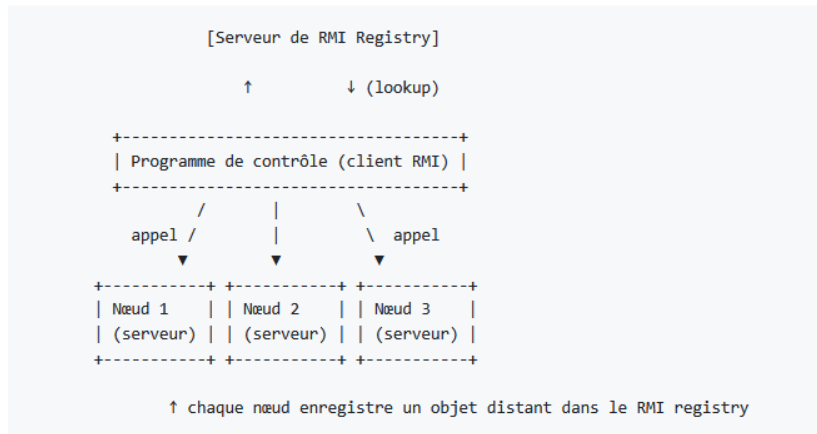 [Serveur de RMI Registry]
↑ ↓ (lookup)
+------------------------------------+
| Programme de contrôle (client RMI) |
+------------------------------------+
/ | \
appel / | \ appel
▼ ▼ ▼
+-----------+ +-----------+ +-----------+
| Nœud 1 | | Nœud 2 | | Nœud 3 |
| (serveur) | | (serveur) | | (serveur) |
+-----------+ +-----------+ +-----------+
↑ chaque nœud enregistre un objet distant dans le RMI registry